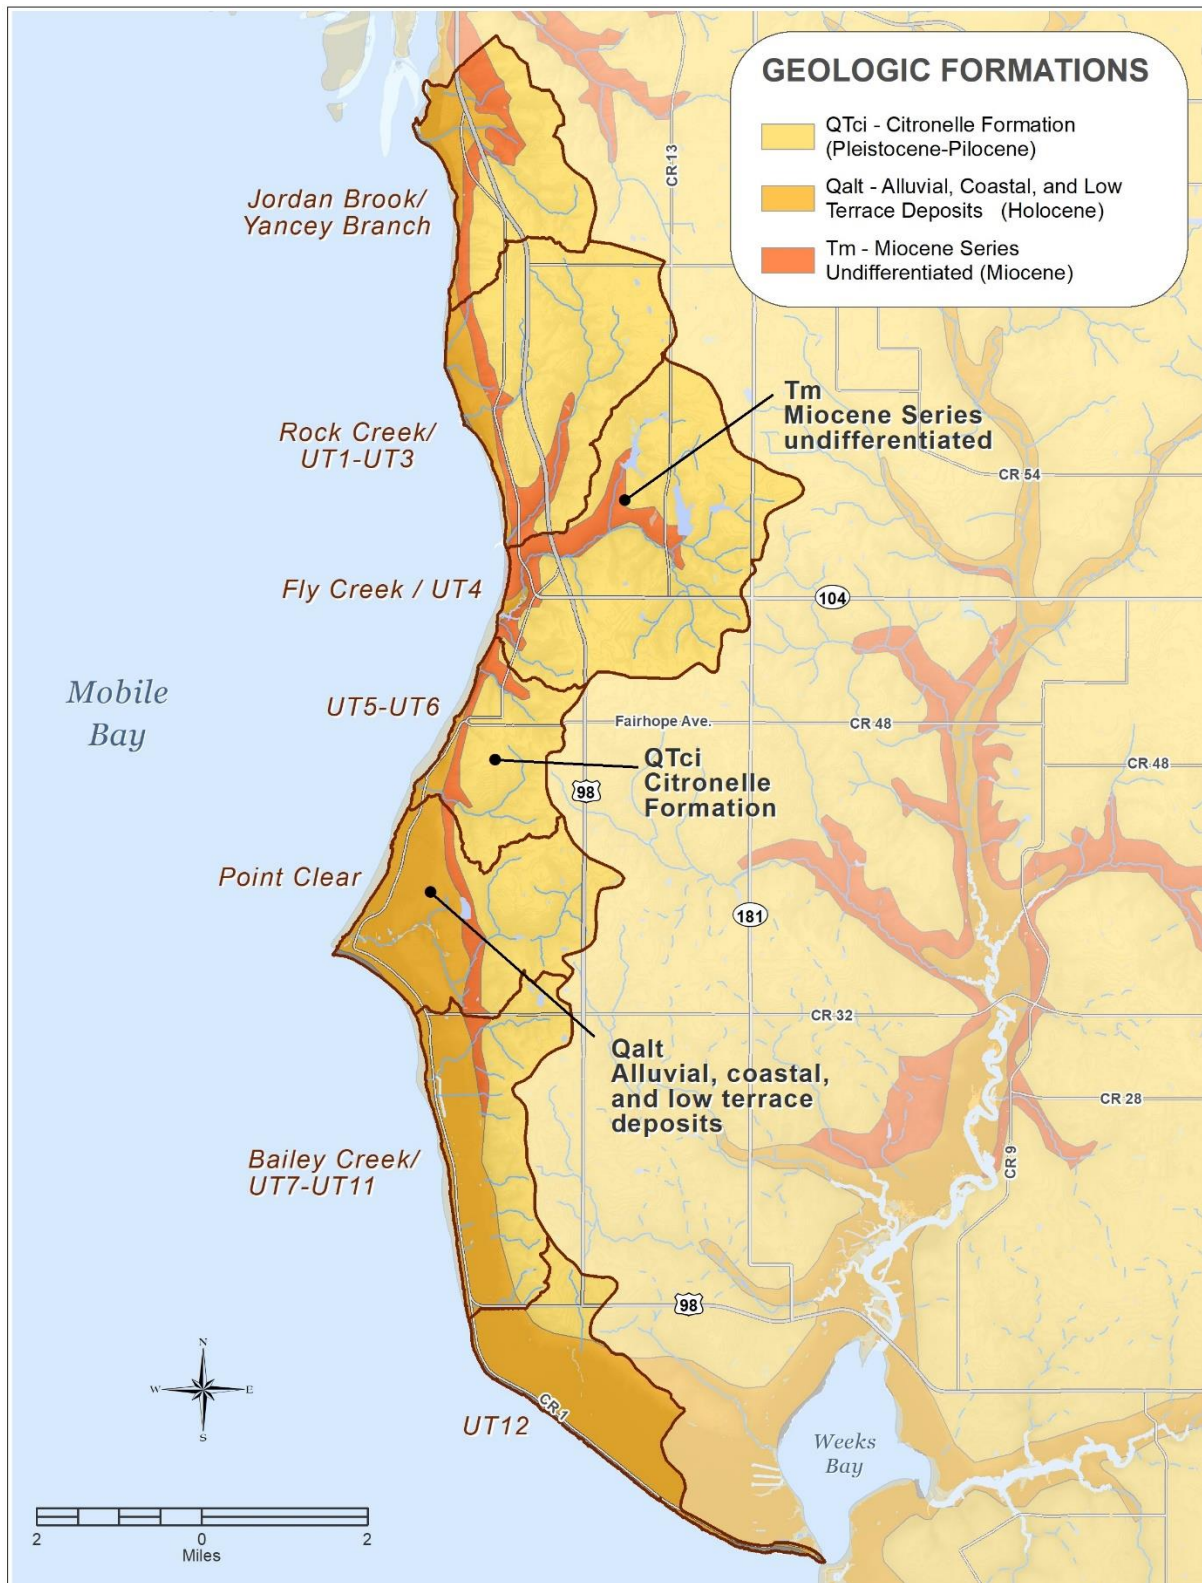 GEOLOGIC FORMATIONS
QTci - Citronelle Formation
(Pleistocene-Pilocene)
Qalt - Alluvial, Coastal, and Low
Terrace Deposits (Holocene)
Tm - Miocene Series
Undifferentiated (Miocene)
CR 13
Jordan Brook/
Yancey Branch
Tm
Miocene Series
undifferentiated
Rock Creek/
UT1-UT3
CR 54
Fly Creek / UT4
104
Mobile
Bay
UT5-UT6
Fairhope Ave.
CR 48
QTci
Citronelle
Formation
98
CR 48
Point Clear
181
CR 32
Qalt
Alluvial, coastal,
and low terrace
deposits
CR 28
CR 9
Bailey Creek/
UT7-UT11
98
N
W
E
S
CR 1
UT12
Weeks
Bay
2
0
2
Miles